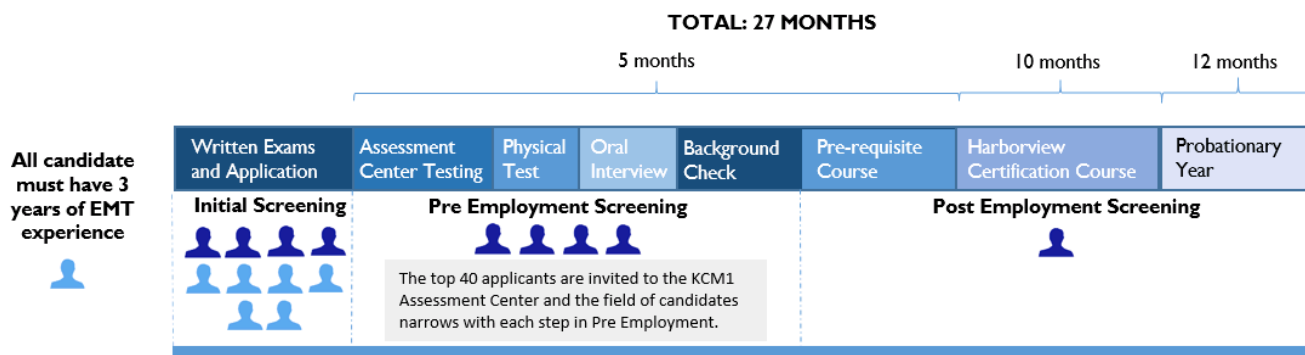 TOTAL: 27 MONTHS
5 months
10 months
12 months
All candidate
must have 3
years of EMT
experience
Written Exams
and Application
Assessment
Center Testing
Physical
Test
Oral
Interview
Background
Check
Pre-requisite
Course
Harborview
Certification Course
Probationary
Year
Initial Screening
Pre Employment Screening
Post Employment Screening
The top 40 applicants are invited to the KCM1
Assessment Center and the field of candidates
narrows with each step in Pre Employment.